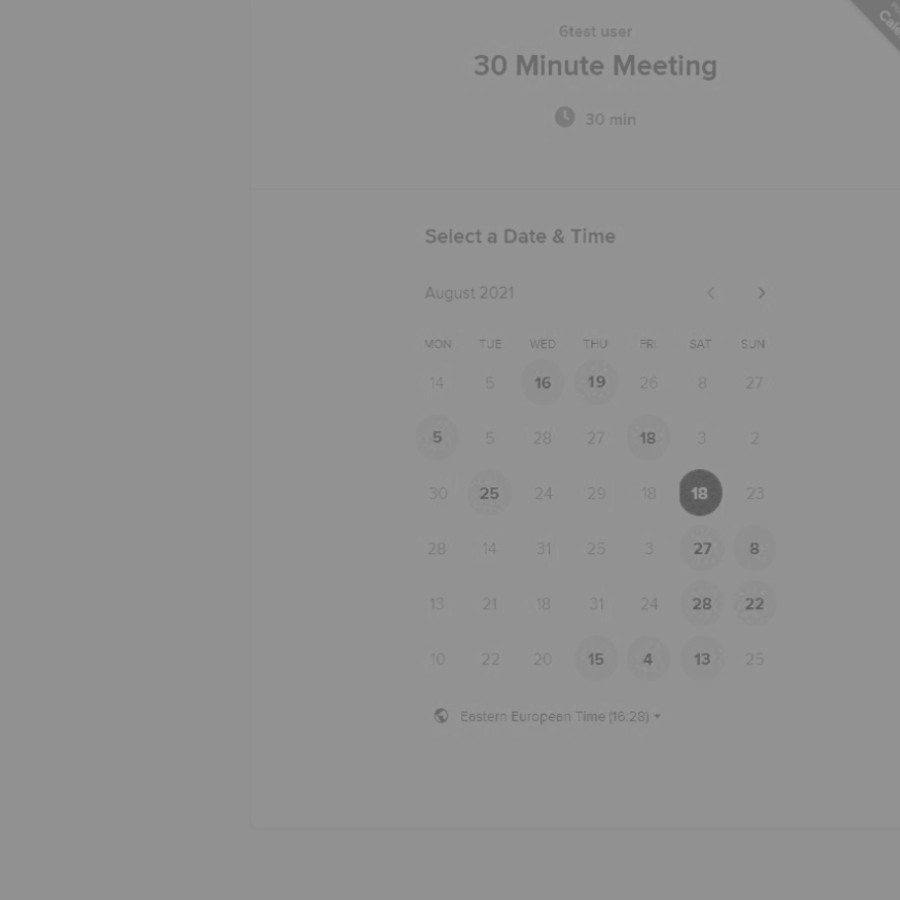 6test user
30 Minute Meeting
30 min
Select a Date & Time
August 2021
MON TUE WED THU FRI SAT SUN
14 5 16 19 26 8 27
5 5 28 27 18 3 2
30 25 24 29 18 18 23
28 14 31 25 3 27 8
13 21 18 31 24 28 22
10 22 20 15 4 13 25
Eastern European Time (16:28)